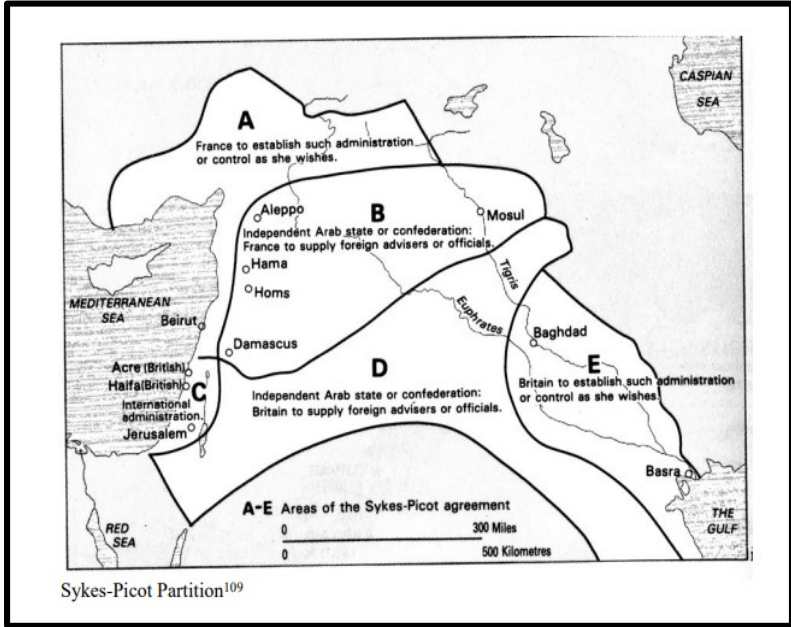 CASPIAN
SEA
A
France to establish such administration
or control as she wishes.
Aleppo
B
Mosul
Independent Arab state or confederation:
France to supply foreign advisers or officials.
Hama
Homs
Tigris
MEDITERRANEAN
SEA
Beirut
Euphrates
Baghdad
Damascus
Acre (British)
Haifa(British)
C
International
administration.
Jerusalem
D
Independent Arab state or confederation:
Britain to supply foreign advisers or officials.
E
Britain to establish such administration
or control as she wishes.
Basra
A-E Areas of the Sykes-Picot agreement
0 300 Miles
0 500 Kilometres
RED
SEA
THE
GULF
Sykes-Picot Partition109